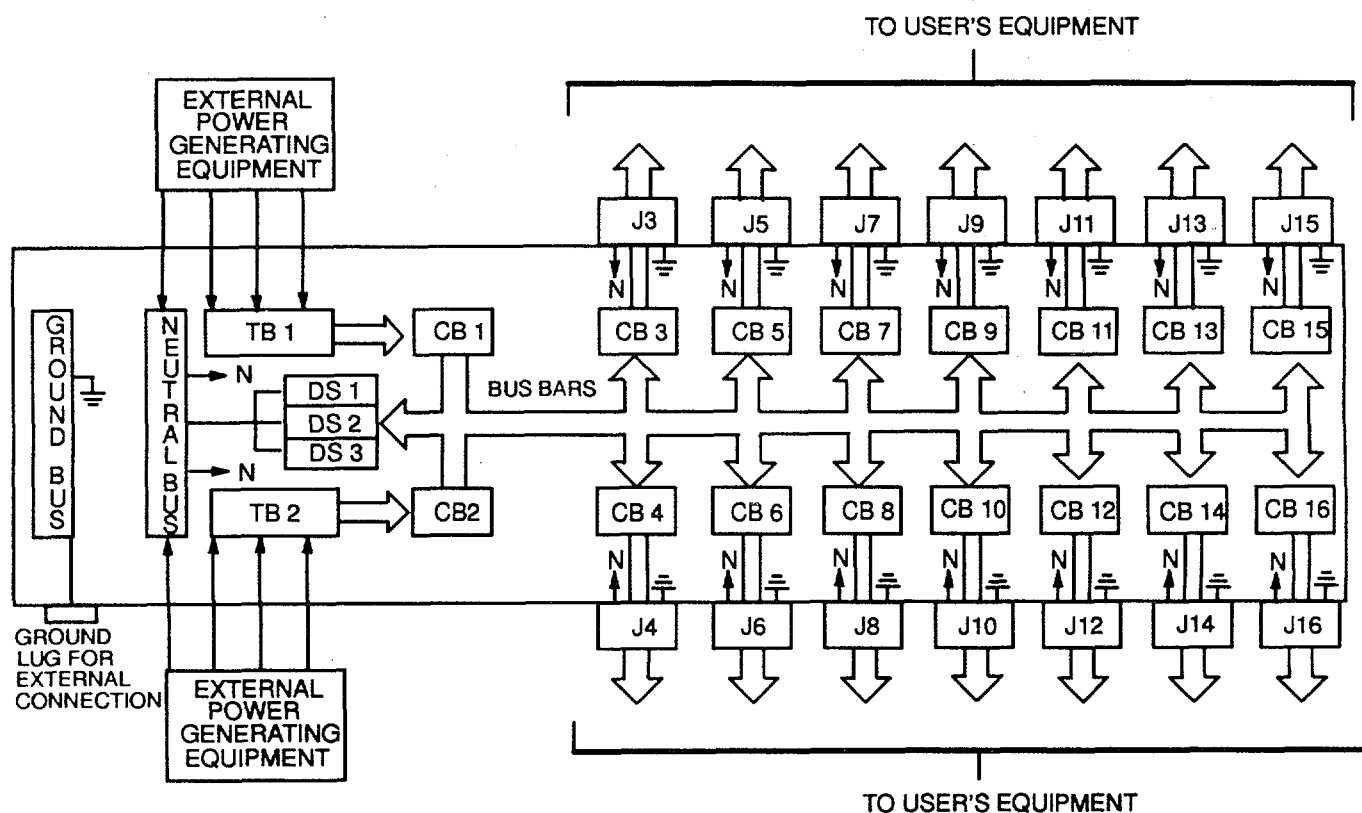 TO USER'S EQUIPMENT
EXTERNAL
POWER
GENERATING
EQUIPMENT
J3 J5 J7 J9 J11 J13 J15
N N N N N N N
GROUND BUS
NEUTRAL BUS
TB 1 CB 1 CB 3 CB 5 CB 7 CB 9 CB 11 CB 13 CB 15
N
DS 1
DS 2
DS 3
BUS BARS
N
TB 2 CB2 CB 4 CB 6 CB 8 CB 10 CB 12 CB 14 CB 16
N N N N N N N
J4 J6 J8 J10 J12 J14 J16
GROUND
LUG FOR
EXTERNAL
CONNECTION
EXTERNAL
POWER
GENERATING
EQUIPMENT
TO USER'S EQUIPMENT